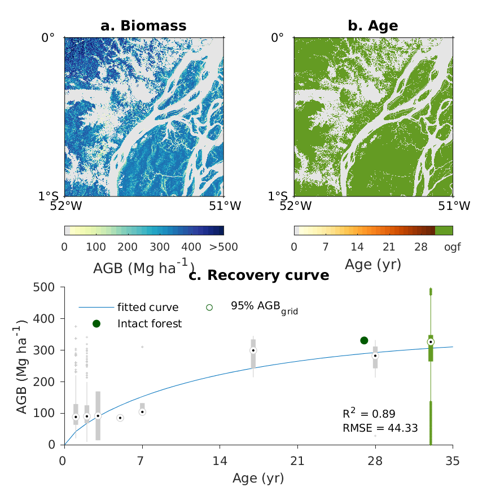 a. Biomass
b. Age
0°
0°
1°S
1°S
52°W
51°W
52°W
51°W
0 100 200 300 400 >500
0 7 14 21 28 ogf
AGB (Mg ha-1)
Age (yr)
c. Recovery curve
500
400
300
200
100
0
AGB (Mg ha-1)
fitted curve
95% AGBgrid
Intact forest
R2 = 0.89
RMSE = 44.33
0 7 14 21 28 35
Age (yr)